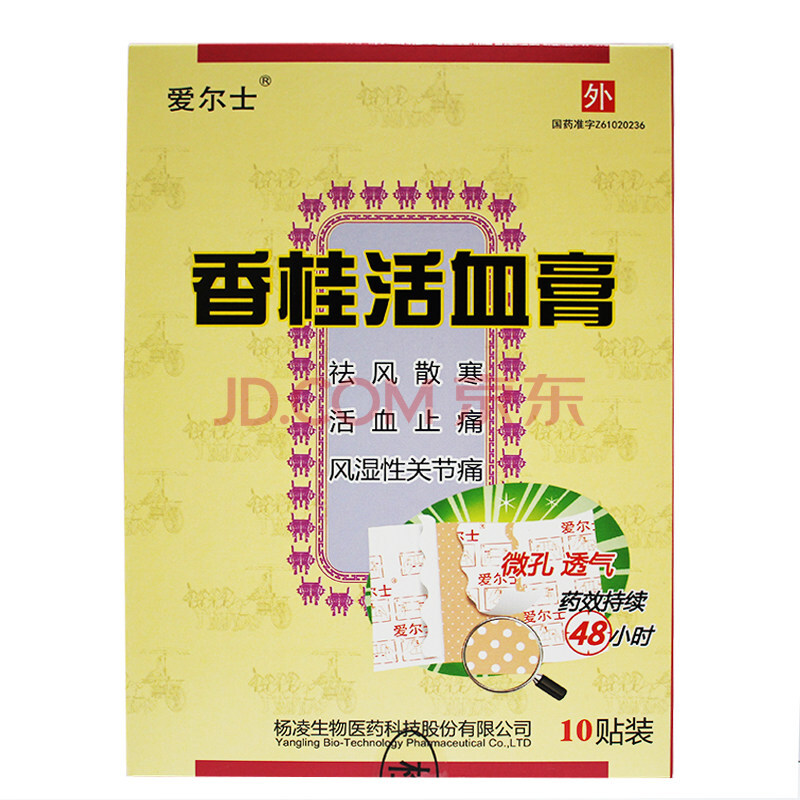 爱尔士®
外
国药准字Z61020236
香桂活血膏
祛风散寒
JD.COM 京东
活血止痛
风湿性关节痛
爱尔士
微孔 透气
爱尔士
药效持续
爱尔士
48小时
爱尔士
杨凌生物医药科技股份有限公司
Yangling Bio-Technology Pharmaceutical Co.,LTD
10贴装